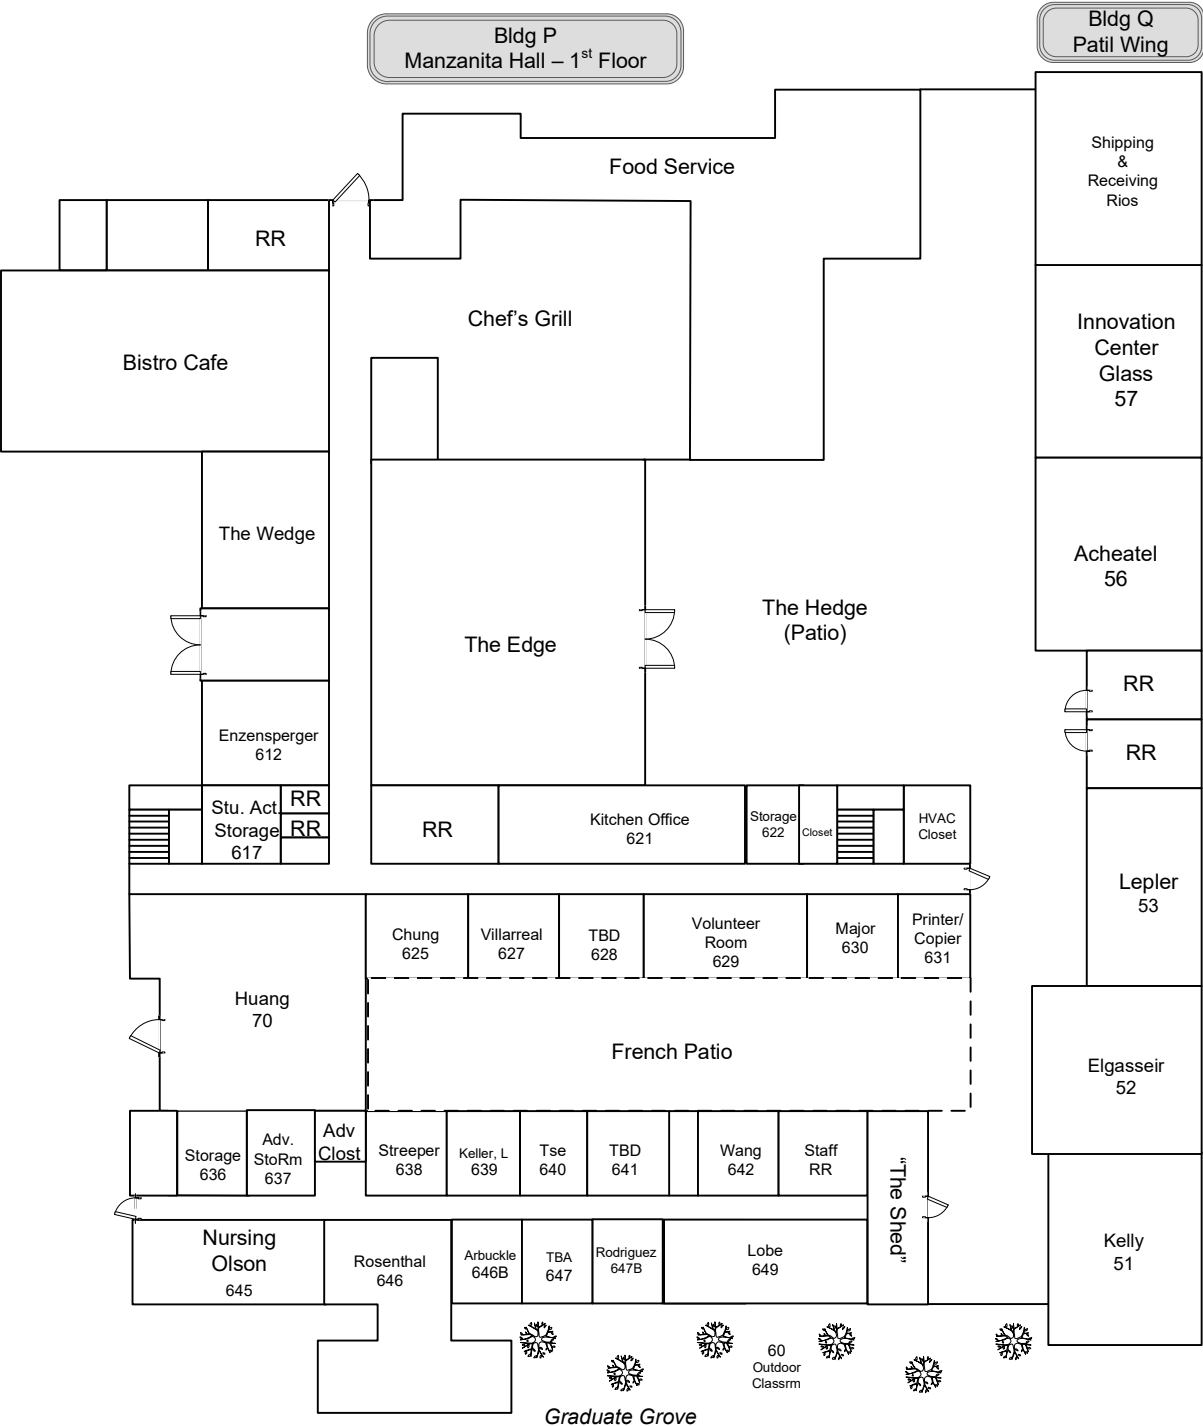 Bldg P
Manzanita Hall – 1st Floor
Bldg Q
Patil Wing
Food Service
Shipping
&
Receiving
Rios
RR
Chef's Grill
Bistro Cafe
Innovation
Center
Glass
57
The Wedge
Acheatel
56
The Edge
The Hedge
(Patio)
RR
RR
Enzensperger
612
Stu. Act.
Storage
617
RR
RR
RR
Kitchen Office
621
Storage
622
Closet
HVAC
Closet
Lepler
53
Chung
625
Villarreal
627
TBD
628
Volunteer
Room
629
Major
630
Printer/
Copier
631
Huang
70
French Patio
Elgasseir
52
Storage
636
Adv.
StoRm
637
Adv
Clost
Streeper
638
Keller, L
639
Tse
640
TBD
641
Wang
642
Staff
RR
"The Shed"
Nursing
Olson
645
Rosenthal
646
Arbuckle
646B
TBA
647
Rodriguez
647B
Lobe
649
Kelly
51
60
Outdoor
Classrm
Graduate Grove